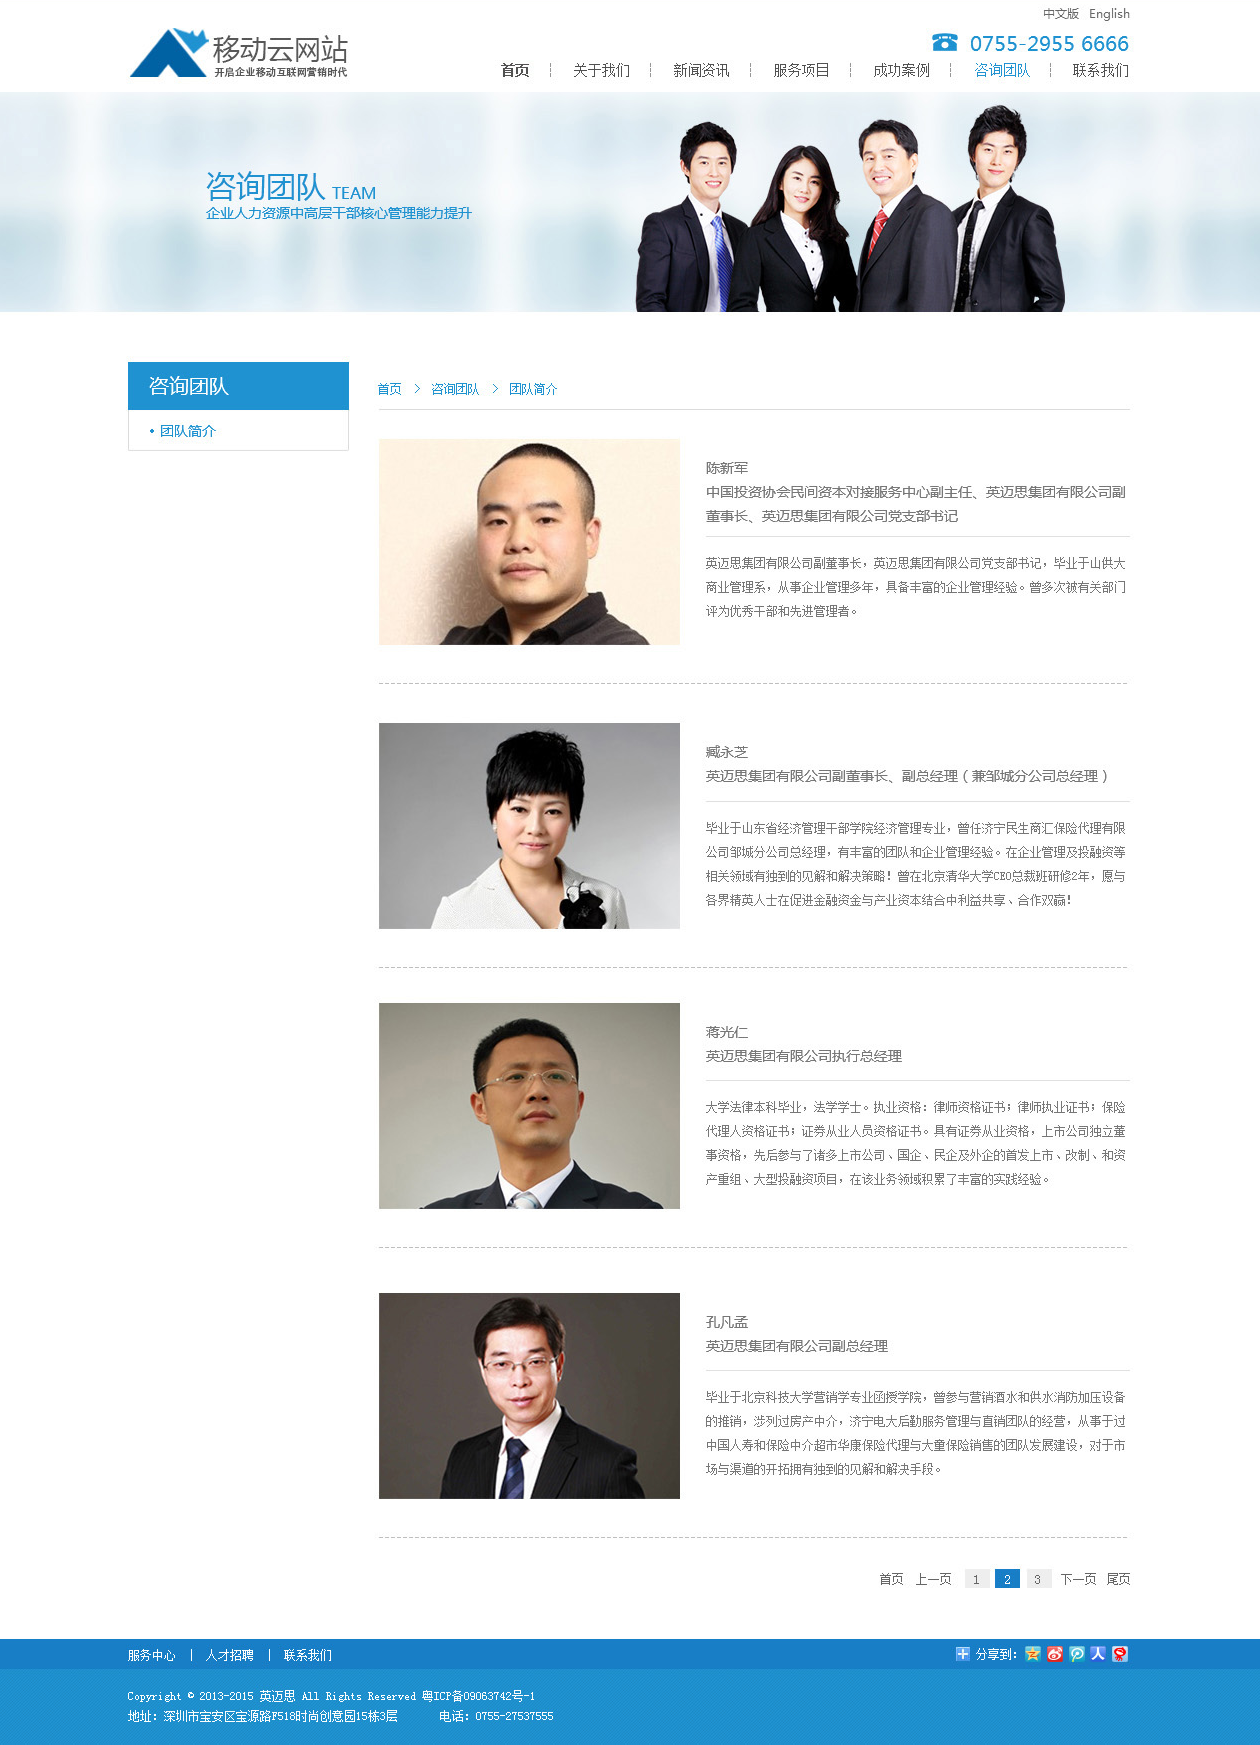 中文版 English
移动云网站
开启企业移动互联网营销时代
0755-2955 6666
首页 关于我们 新闻资讯 服务项目 成功案例 咨询团队 联系我们
咨询团队 TEAM
企业人力资源中高层干部核心管理能力提升
咨询团队
• 团队简介
首页 > 咨询团队 > 团队简介
陈新军
中国投资协会民间资本对接服务中心副主任、英迈思集团有限公司副
董事长、英迈思集团有限公司党支部书记
英迈思集团有限公司副董事长，英迈思集团有限公司党支部书记，毕业于山供大
商业管理系，从事企业管理多年，具备丰富的企业管理经验。曾多次被有关部门
评为优秀干部和先进管理者。
臧永芝
英迈思集团有限公司副董事长、副总经理（兼邹城分公司总经理）
毕业于山东省经济管理干部学院经济管理专业，曾任济宁民生商汇保险代理有限
公司邹城分公司总经理，有丰富的团队和企业管理经验。在企业管理及投融资等
相关领域有独到的见解和解决策略！曾在北京清华大学CEO总裁班研修2年，愿与
各界精英人士在促进金融资金与产业资本结合中利益共享、合作双赢！
蒋光仁
英迈思集团有限公司执行总经理
大学法律本科毕业，法学学士。执业资格：律师资格证书；律师执业证书；保险
代理人资格证书；证券从业人员资格证书。具有证券从业资格，上市公司独立董
事资格，先后参与了诸多上市公司、国企、民企及外企的首发上市、改制、和资
产重组、大型投融资项目，在该业务领域积累了丰富的实践经验。
孔凡孟
英迈思集团有限公司副总经理
毕业于北京科技大学营销学专业函授学院，曾参与营销酒水和供水消防加压设备
的推销，涉列过房产中介，济宁电大后勤服务管理与直销团队的经营，从事于过
中国人寿和保险中介超市华康保险代理与大童保险销售的团队发展建设，对于市
场与渠道的开拓拥有独到的见解和解决手段。
首页 上一页 1 2 3 下一页 尾页
服务中心 | 人才招聘 | 联系我们 分享到：
Copyright © 2013-2015 英迈思 All Rights Reserved 粤ICP备09063742号-1
地址：深圳市宝安区宝源路F518时尚创意园15栋3层 电话：0755-27537555